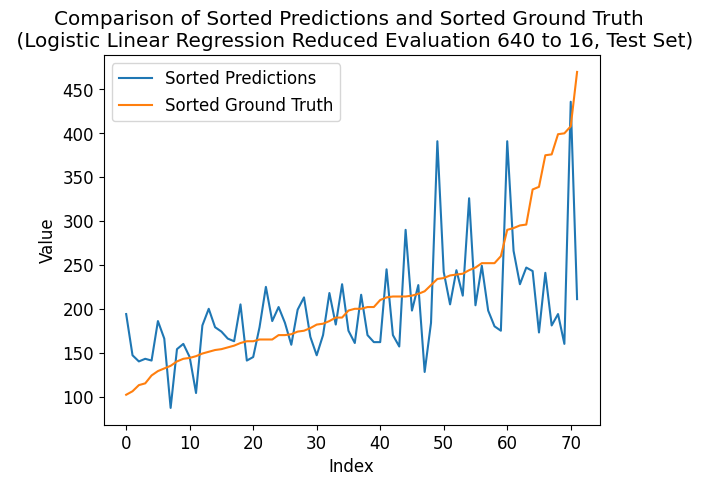 Comparison of Sorted Predictions and Sorted Ground Truth
(Logistic Linear Regression Reduced Evaluation 640 to 16, Test Set)
Sorted Predictions
Sorted Ground Truth
450
400
350
300
250
200
150
100
Value
0 10 20 30 40 50 60 70
Index